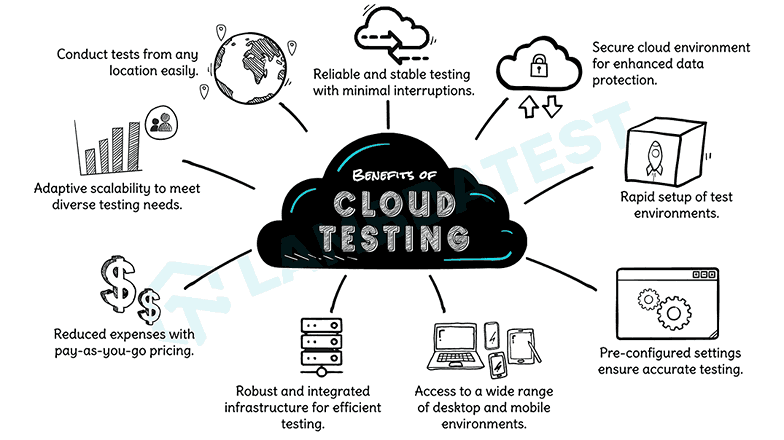 Conduct tests from any
location easily.
Reliable and stable testing
with minimal interruptions.
Secure cloud environment
for enhanced data
protection.
Adaptive scalability to meet
diverse testing needs.
BENEFITS OF
CLOUD
TESTING
Rapid setup of test
environments.
Reduced expenses with
pay-as-you-go pricing.
Robust and integrated
infrastructure for efficient
testing.
Access to a wide range
of desktop and mobile
environments.
Pre-configured settings
ensure accurate testing.
LAMBDATEST